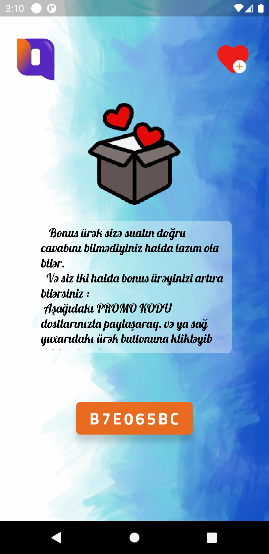 3:10
Bonus ürək sizə sualın doğru
cavabını bilmədiyiniz halda lazım ola
bilər.
Və siz iki halda bonus ürəyinizi artıra
bilərsiniz :
Aşağıdakı PROMO KODU
dostlarınızla paylaşaraq, və ya sağ
yuxarıdakı ürək buttonuna klikləyib
B7E065BC